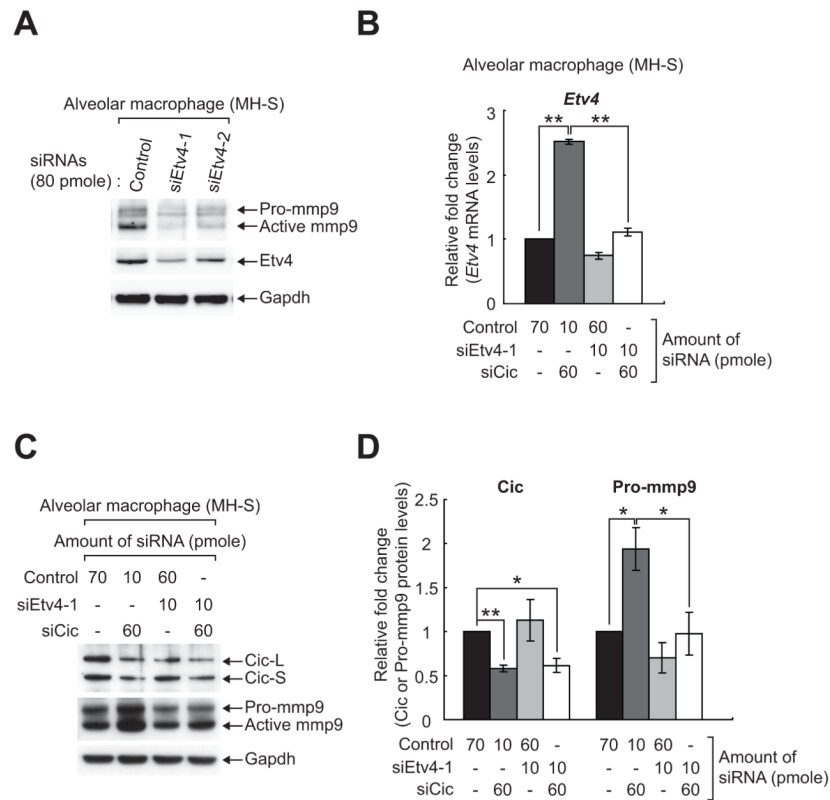 A
Alveolar macrophage (MH-S)
siRNAs
(80 pmole) : Control siEtv4-1 siEtv4-2
Pro-mmp9
Active mmp9
Etv4
Gapdh
B
Alveolar macrophage (MH-S)
Etv4
Relative fold change
(Etv4 mRNA levels)
3
2
1
0
** **
Control 70 10 60 -
siEtv4-1 - - 10 10
siCic - 60 - 60
Amount of
siRNA (pmole)
C
Alveolar macrophage (MH-S)
Amount of siRNA (pmole)
Control 70 10 60 -
siEtv4-1 - - 10 10
siCic - 60 - 60
Cic-L
Cic-S
Pro-mmp9
Active mmp9
Gapdh
D
Cic Pro-mmp9
Relative fold change
(Cic or Pro-mmp9 protein levels)
2.5
2
1.5
1
0.5
0
* ** * *
Control 70 10 60 - 70 10 60 -
siEtv4-1 - - 10 10 - - 10 10
siCic - 60 - 60 - 60 - 60
Amount of
siRNA (pmole)